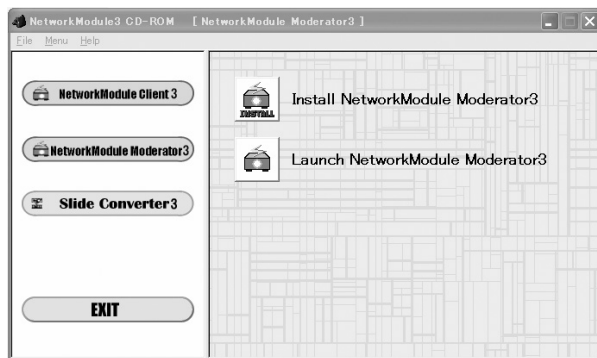 NetworkModule3 CD-ROM [ NetworkModule Moderator3 ]
File Menu Help
NetworkModule Client 3
NetworkModule Moderator3
Slide Converter3
EXIT
INSTALL
Install NetworkModule Moderator3
Launch NetworkModule Moderator3